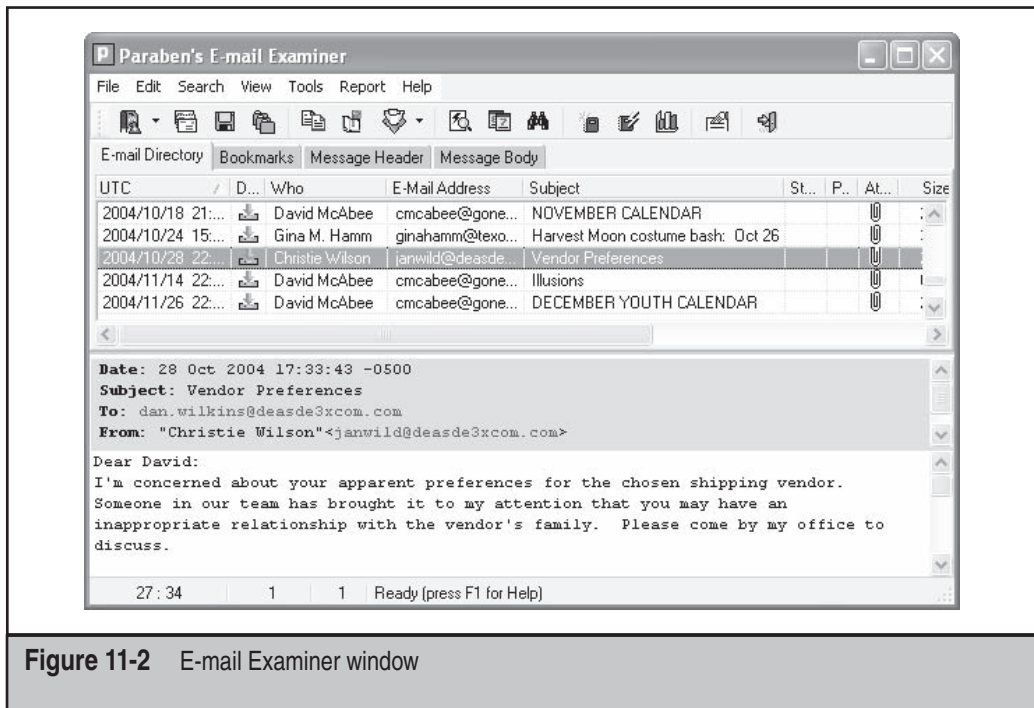 Paraben's E-mail Examiner
File Edit Search View Tools Report Help
E-mail Directory Bookmarks Message Header Message Body
UTC / D... Who E-Mail Address Subject St... P.. At... Size
2004/10/18 21:... David McAbee cmcabee@gone... NOVEMBER CALENDAR
2004/10/24 15:... Gina M. Hamm ginahamm@texo... Harvest Moon costume bash: Oct 26
2004/10/28 22:... Christie Wilson janwild@deasde... Vendor Preferences
2004/11/14 22:... David McAbee cmcabee@gone... Illusions
2004/11/26 22:... David McAbee cmcabee@gone... DECEMBER YOUTH CALENDAR
Date: 28 Oct 2004 17:33:43 -0500
Subject: Vendor Preferences
To: dan.wilkins@deasde3xcom.com
From: "Christie Wilson"<janwild@deasde3xcom.com>
Dear David:
I'm concerned about your apparent preferences for the chosen shipping vendor.
Someone in our team has brought it to my attention that you may have an
inappropriate relationship with the vendor's family. Please come by my office to
discuss.
27 : 34 1 1 Ready (press F1 for Help)
Figure 11-2 E-mail Examiner window